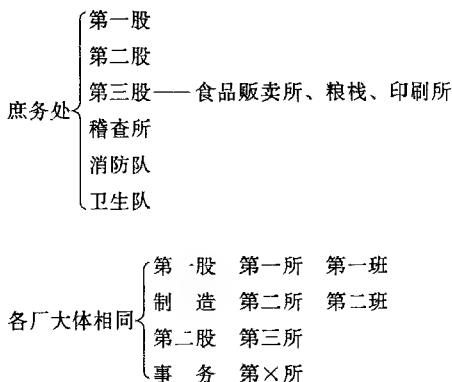 第一股
第二股
第三股——食品贩卖所、粮栈、印刷所
庶务处
稽查所
消防队
卫生队
第一股 第一所 第一班
制 造 第二所 第二班
各厂大体相同
第二股 第三所
事 务 第×所